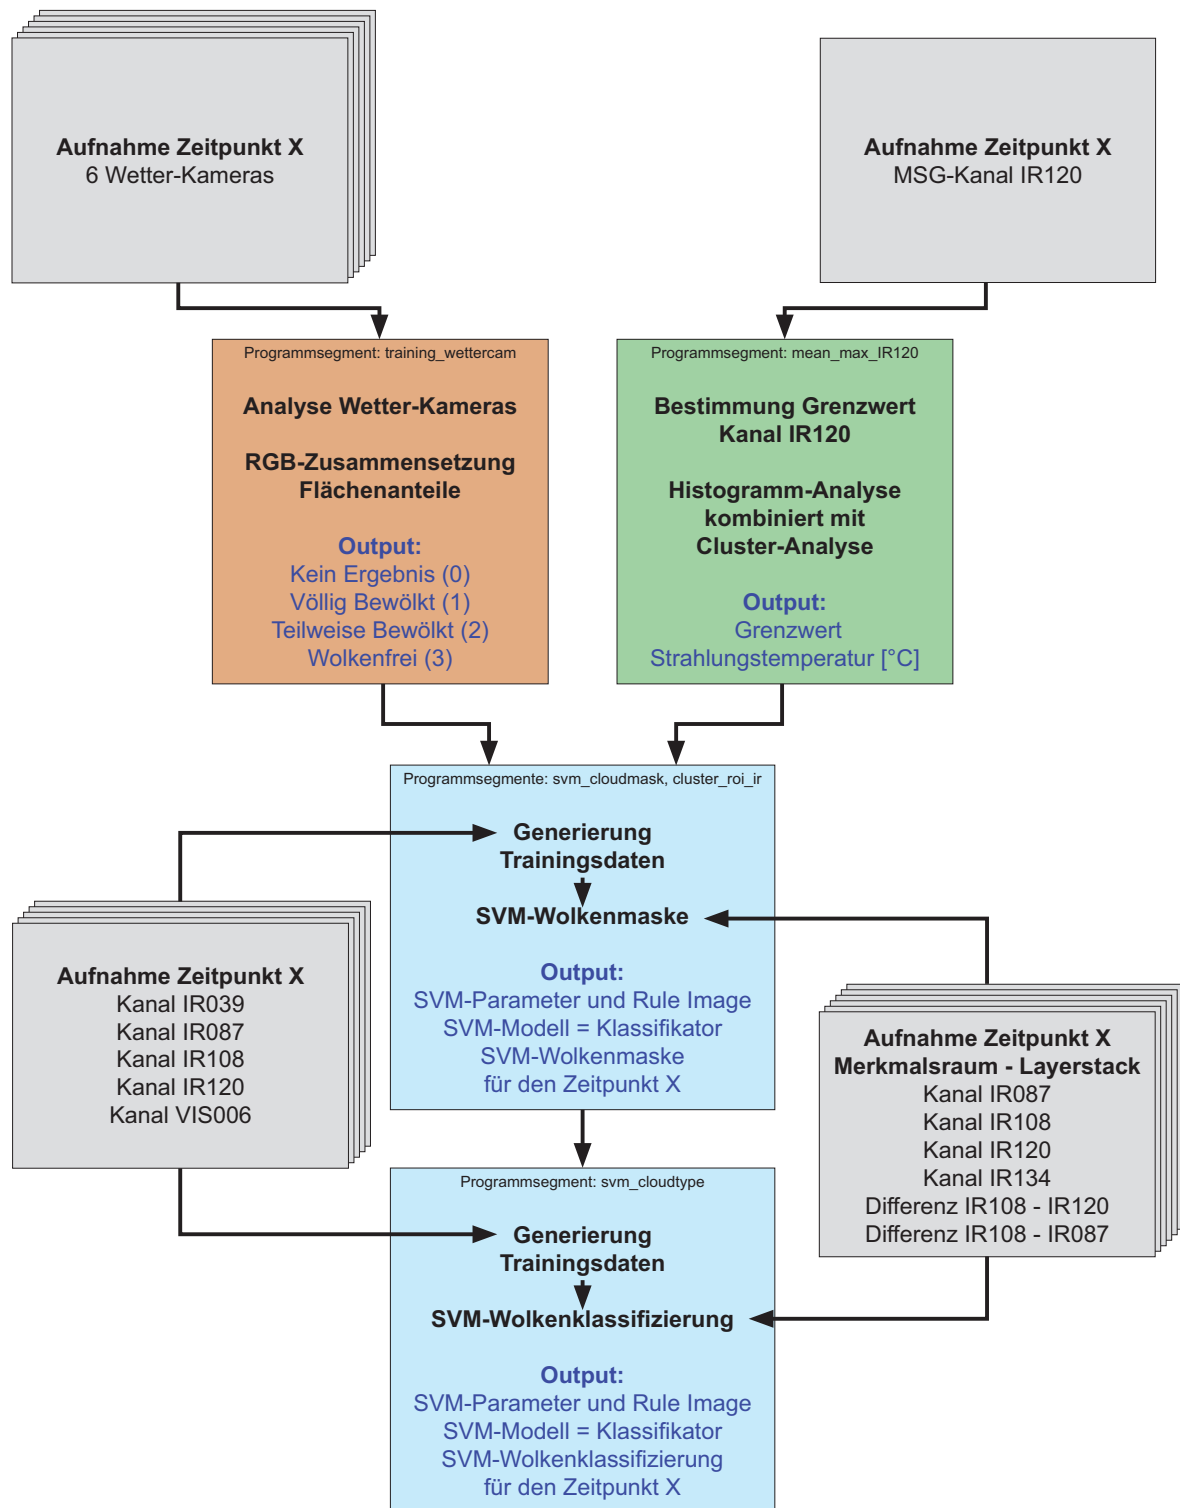 Aufnahme Zeitpunkt X
6 Wetter-Kameras
Aufnahme Zeitpunkt X
MSG-Kanal IR120
Programmsegment: training_wettercam
Analyse Wetter-Kameras
RGB-Zusammensetzung
Flächenanteile
Output:
Kein Ergebnis (0)
Völlig Bewölkt (1)
Teilweise Bewölkt (2)
Wolkenfrei (3)
Programmsegment: mean_max_IR120
Bestimmung Grenzwert
Kanal IR120
Histogramm-Analyse
kombiniert mit
Cluster-Analyse
Output:
Grenzwert
Strahlungstemperatur [°C]
Programmsegmente: svm_cloudmask, cluster_roi_ir
Generierung
Trainingsdaten
SVM-Wolkenmaske
Output:
SVM-Parameter und Rule Image
SVM-Modell = Klassifikator
SVM-Wolkenmaske
für den Zeitpunkt X
Aufnahme Zeitpunkt X
Kanal IR039
Kanal IR087
Kanal IR108
Kanal IR120
Kanal VIS006
Aufnahme Zeitpunkt X
Merkmalsraum - Layerstack
Kanal IR087
Kanal IR108
Kanal IR120
Kanal IR134
Differenz IR108 - IR120
Differenz IR108 - IR087
Programmsegment: svm_cloudtype
Generierung
Trainingsdaten
SVM-Wolkenklassifizierung
Output:
SVM-Parameter und Rule Image
SVM-Modell = Klassifikator
SVM-Wolkenklassifizierung
für den Zeitpunkt X